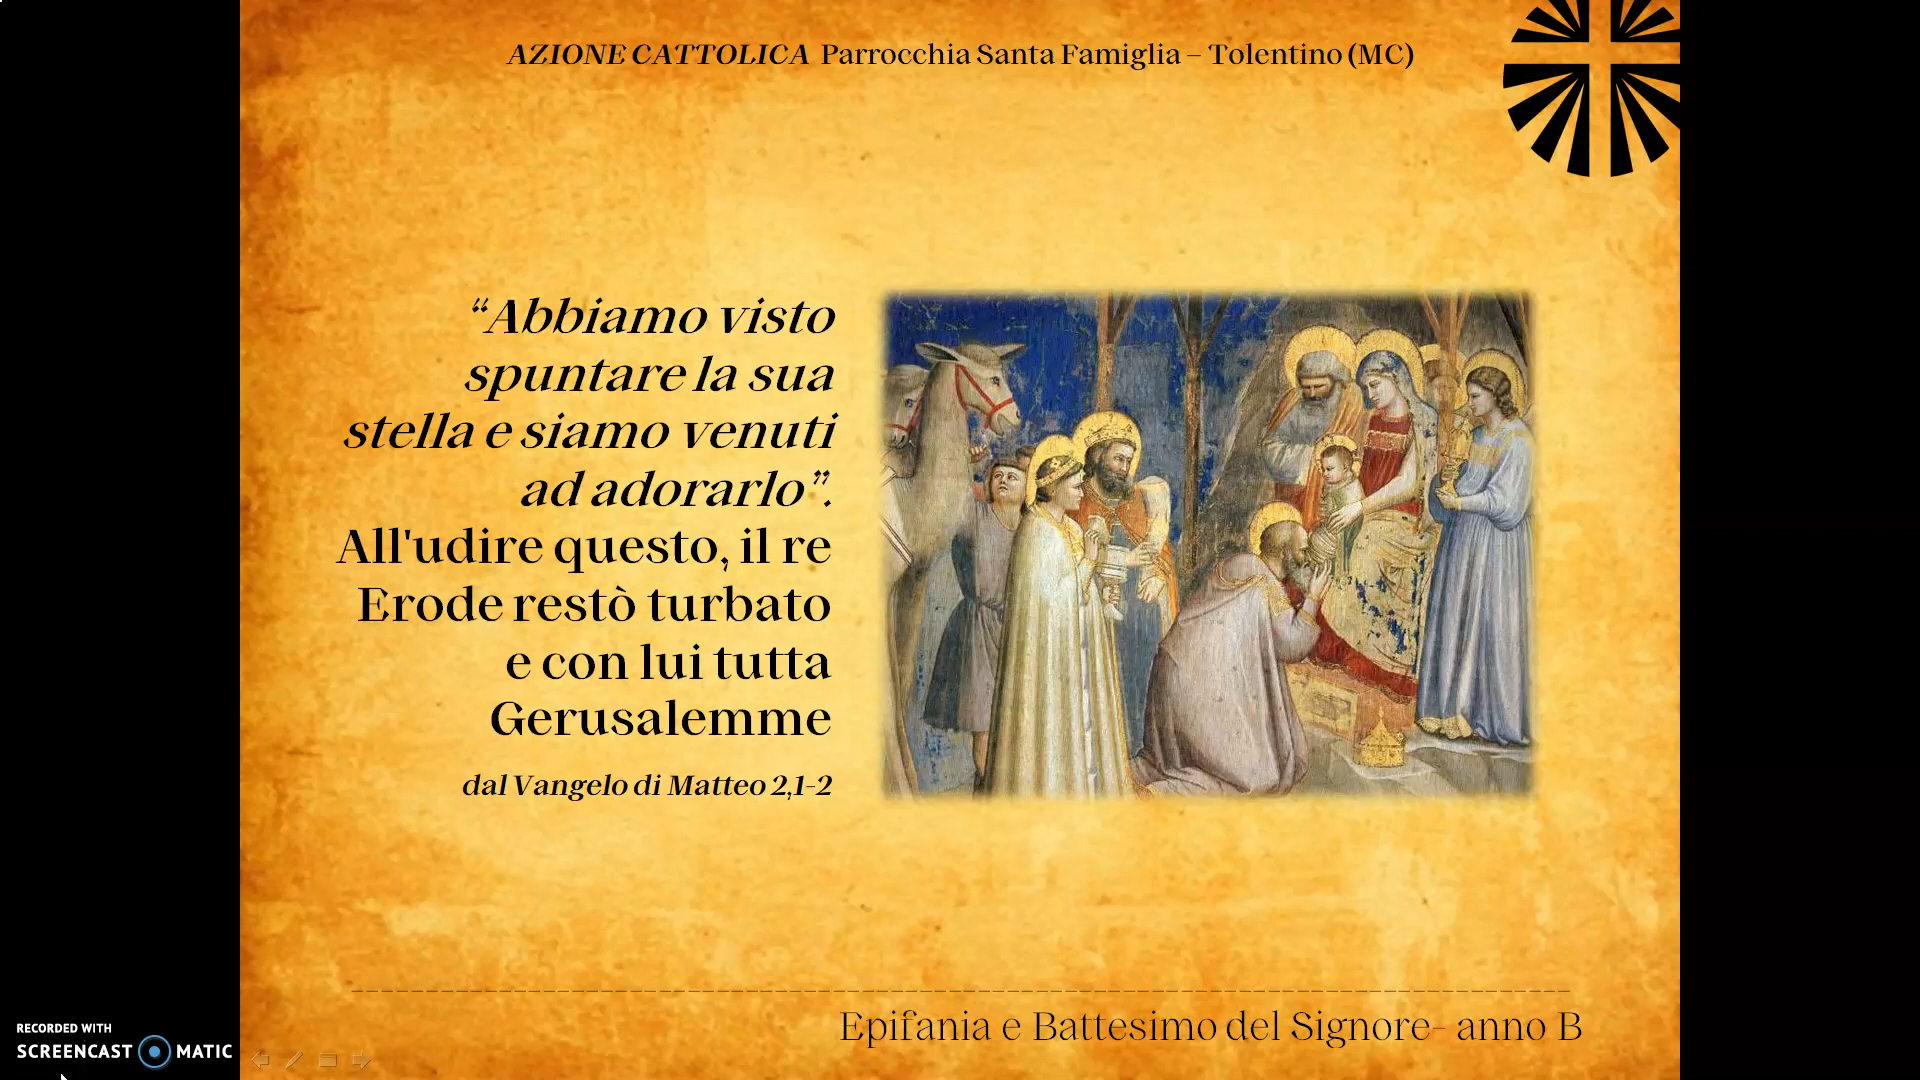 AZIONE CATTOLICA Parrocchia Santa Famiglia – Tolentino (MC)
“Abbiamo visto
spuntare la sua
stella e siamo venuti
ad adorarlo”.
All'udire questo, il re
Erode restò turbato
e con lui tutta
Gerusalemme
dal Vangelo di Matteo 2,1-2
Epifania e Battesimo del Signore- anno B
RECORDED WITH
SCREENCAST MATIC